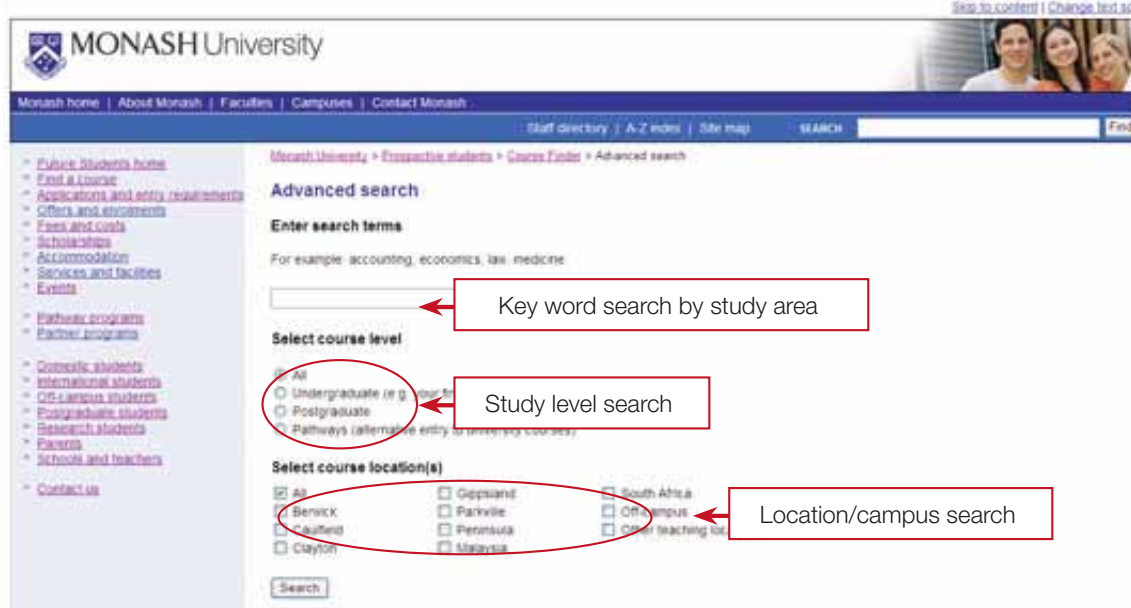 Skip to content | Change text
MONASH University
Monash home | About Monash | Faculties | Campuses | Contact Monash
Staff directory | A-Z index | Site map SEARCH Find
Monash University > Prospective students > Course Finder > Advanced search
Future Students home
Find a course
Applications and entry requirements
Offers and enrolments
Fees and costs
Scholarships
Accommodation
Services and facilities
Events
Pathway programs
Partner programs
Domestic students
International students
Off-campus students
Postgraduate students
Research students
Parents
Schools and teachers
Contact us
Advanced search
Enter search terms
For example: accounting, economics, law, medicine
Key word search by study area
Select course level
All
Undergraduate (e.g. your
Postgraduate
Pathways (alternative entry to university courses)
Study level search
Select course location(s)
All Gippsland South Africa
Berwick Parkville Off-campus
Caulfield Peninsula Other teaching
Clayton Malaysia
Location/campus search
Search